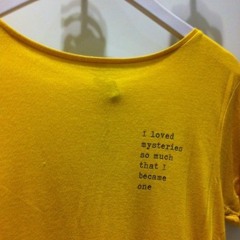 I loved
mysteries
so much
that I
became
one